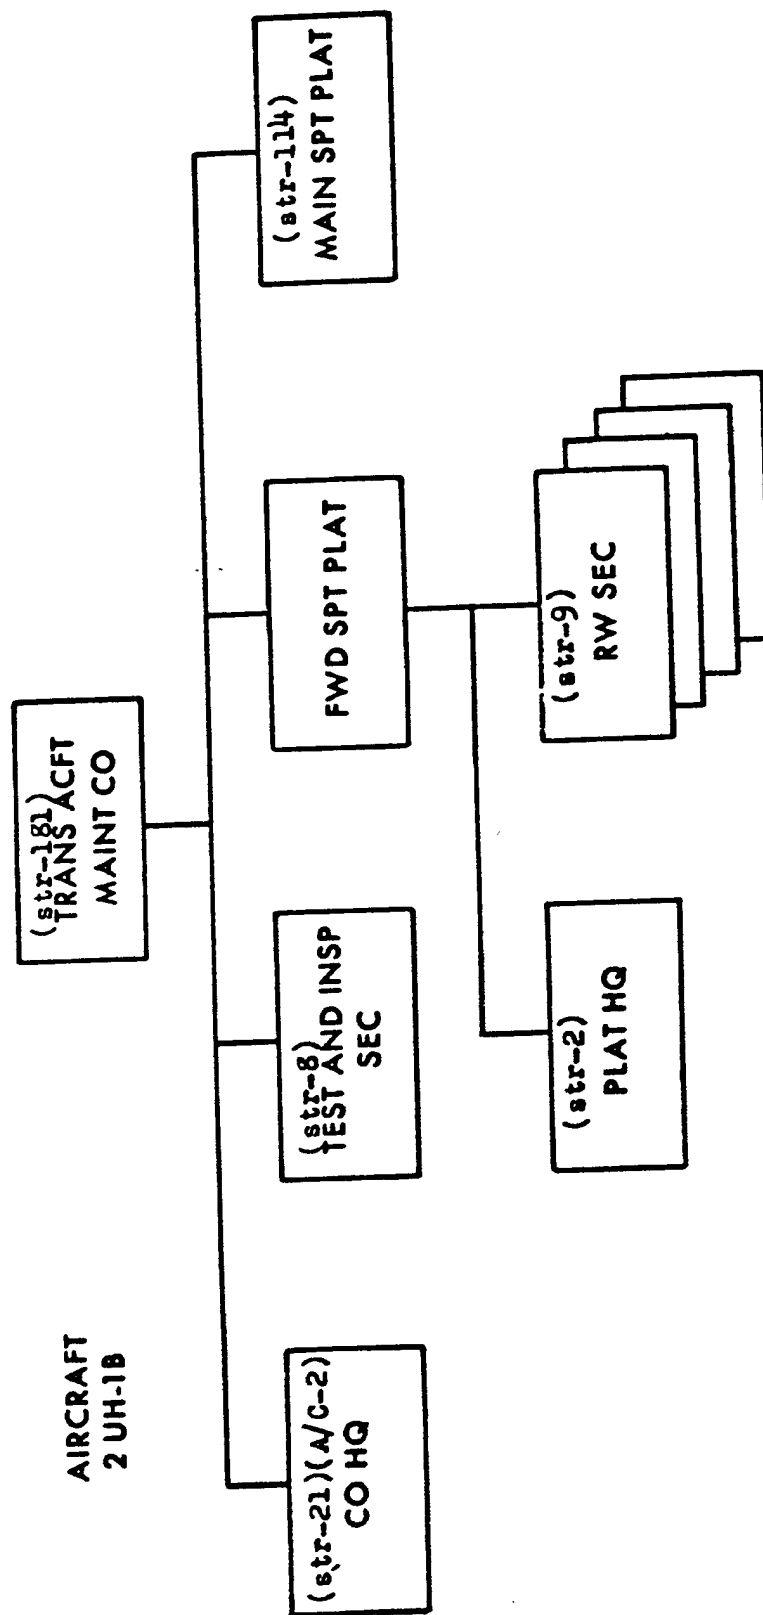 AIRCRAFT
2 UH-1B
(str-181)
TRANS ACFT
MAINT CO
(str-21)(A/C-2)
CO HQ
(str-8)
TEST AND INSP
SEC
FWD SPT PLAT
(str-114)
MAIN SPT PLAT
(str-2)
PLAT HQ
(str-9)
RW SEC